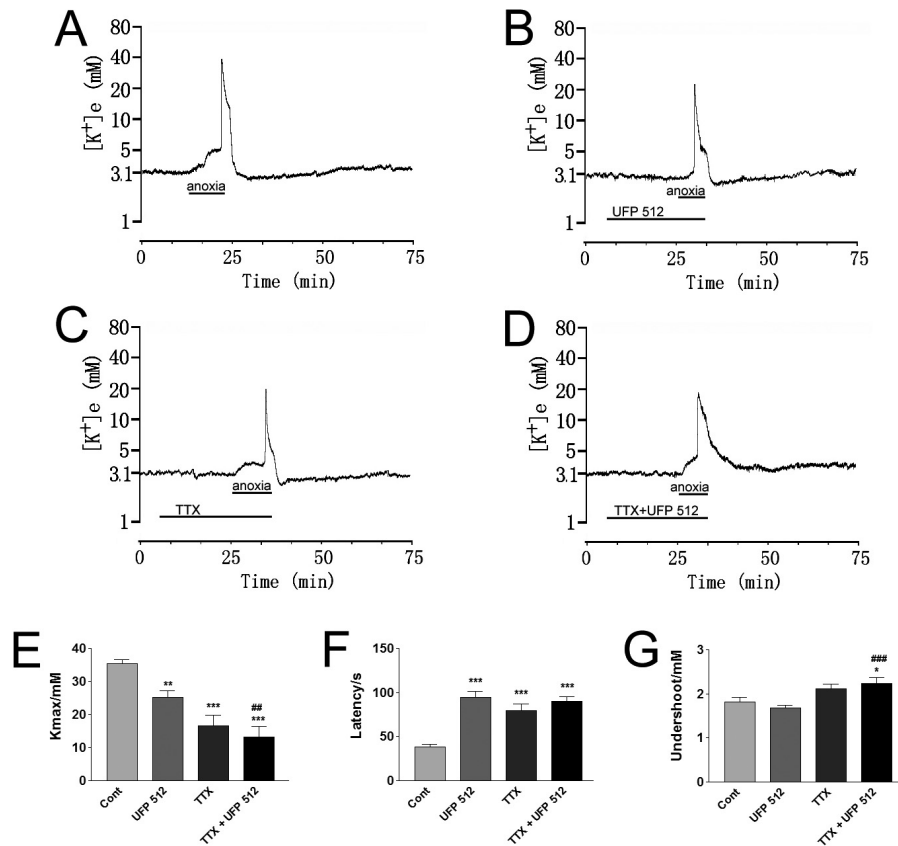 A
[K+]e (mM)
80
40
20
10
5
3.1
1
anoxia
0
25
50
75
Time (min)
B
[K+]e (mM)
80
40
20
10
5
3.1
1
anoxia
UFP 512
0
25
50
75
Time (min)
C
[K+]e (mM)
80
40
20
10
5
3.1
1
anoxia
TTX
0
25
50
75
Time (min)
D
[K+]e (mM)
80
40
20
10
5
3.1
1
anoxia
TTX+UFP 512
0
25
50
75
Time (min)
E
Kmax/mM
40
30
20
10
0
**
***
##
***
Cont
UFP 512
TTX
TTX + UFP 512
F
Latency/s
150
100
50
0
***
***
***
Cont
UFP 512
TTX
TTX + UFP 512
G
Undershoot/mM
3
2
1
0
###
*
Cont
UFP 512
TTX
TTX + UFP 512